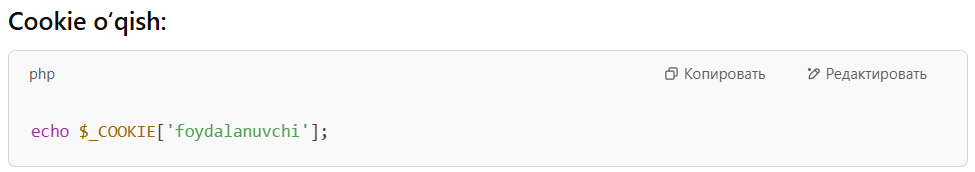 Cookie o‘qish:
php Копировать Редактировать
echo $_COOKIE['foydalanuvchi'];